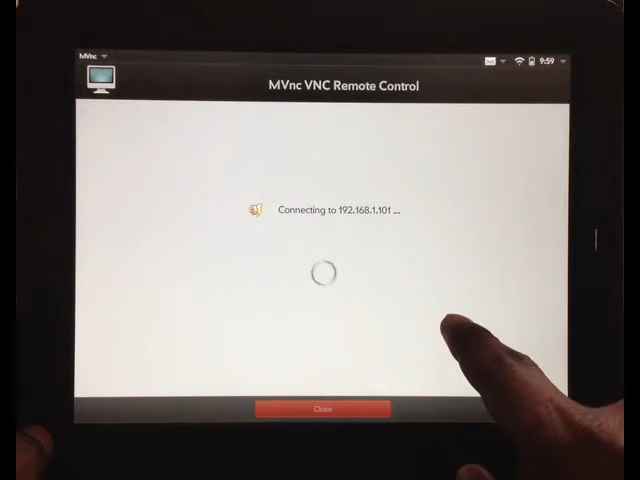 MVnc
9:59
MVnc VNC Remote Control
Connecting to 192.168.1.101 ...
Close